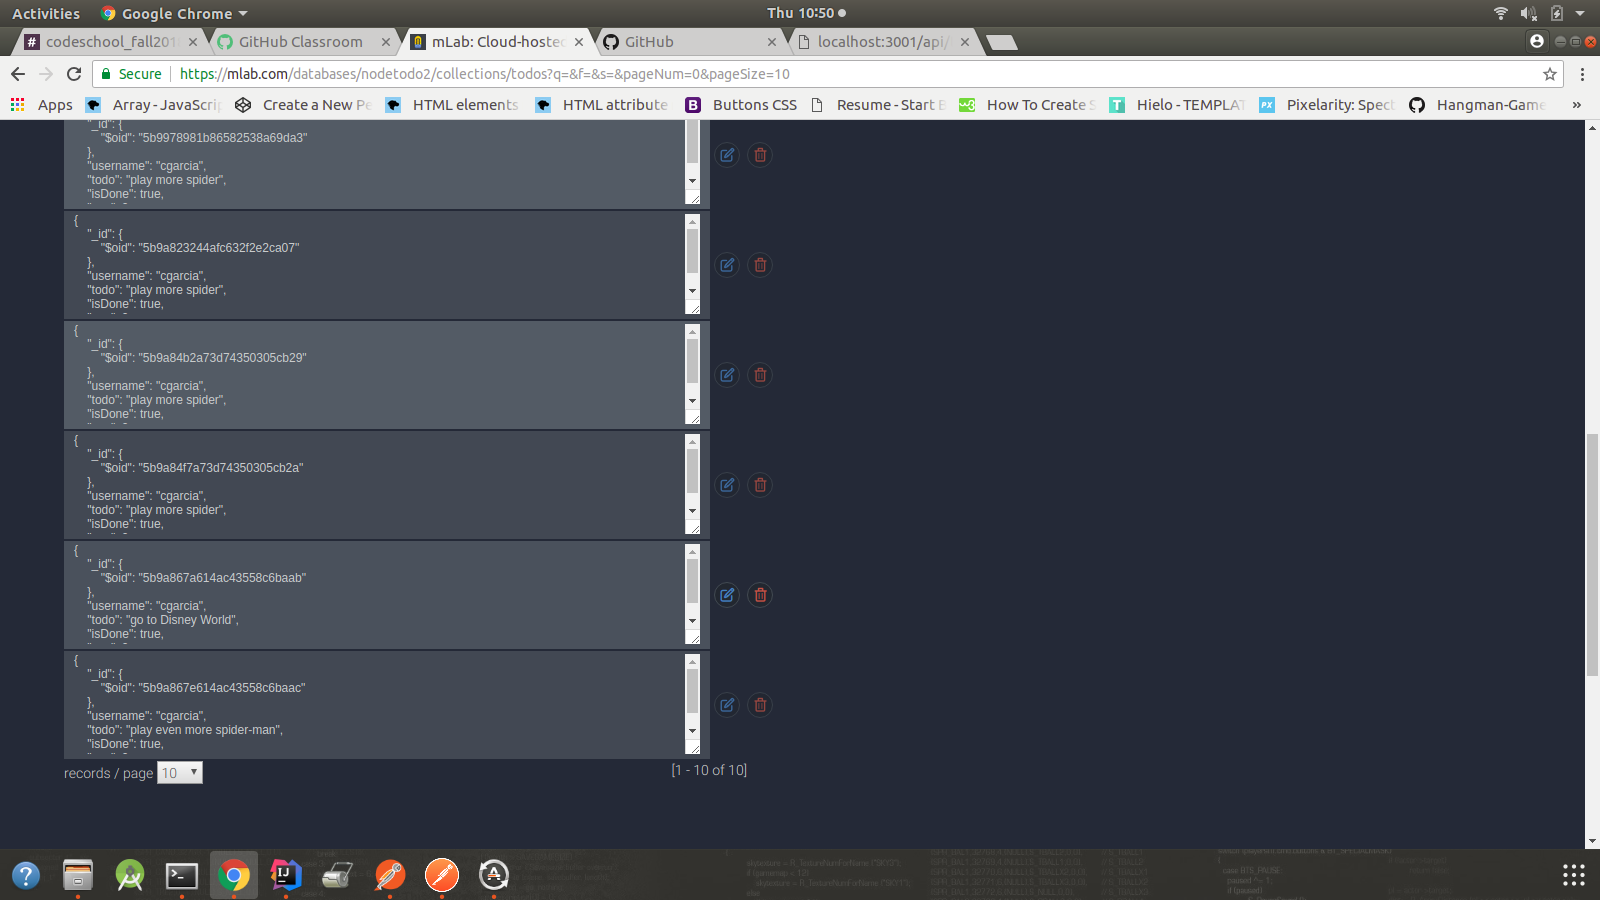 Activities
Google Chrome
Thu 10:50
codeschool_fall201
GitHub Classroom
mLab: Cloud-hosted
GitHub
localhost:3001/api/
Secure
https://mlab.com/databases/nodetodo2/collections/todos?q=&f=&s=&pageNum=0&pageSize=10
Apps
Array - JavaScrip
Create a New Pe
HTML elements
HTML attribute
Buttons CSS
Resume - Start B
How To Create S
Hielo - TEMPLAT
Pixelarity: Spect
Hangman-Game
»
"_id": {
"$oid": "5b9978981b86582538a69da3"
},
"username": "cgarcia",
"todo": "play more spider",
"isDone": true,
{
"_id": {
"$oid": "5b9a823244afc632f2e2ca07"
},
"username": "cgarcia",
"todo": "play more spider",
"isDone": true,
{
"_id": {
"$oid": "5b9a84b2a73d74350305cb29"
},
"username": "cgarcia",
"todo": "play more spider",
"isDone": true,
{
"_id": {
"$oid": "5b9a84f7a73d74350305cb2a"
},
"username": "cgarcia",
"todo": "play more spider",
"isDone": true,
{
"_id": {
"$oid": "5b9a867a614ac43558c6baab"
},
"username": "cgarcia",
"todo": "go to Disney World",
"isDone": true,
{
"_id": {
"$oid": "5b9a867e614ac43558c6baac"
},
"username": "cgarcia",
"todo": "play even more spider-man",
"isDone": true,
records / page 10
[1 - 10 of 10]